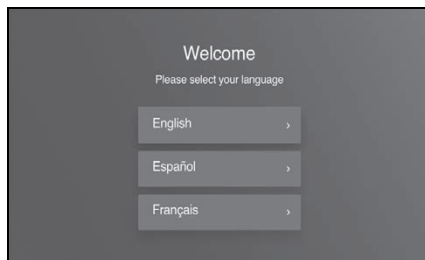 Welcome
Please select your language
English ›
Español ›
Français ›